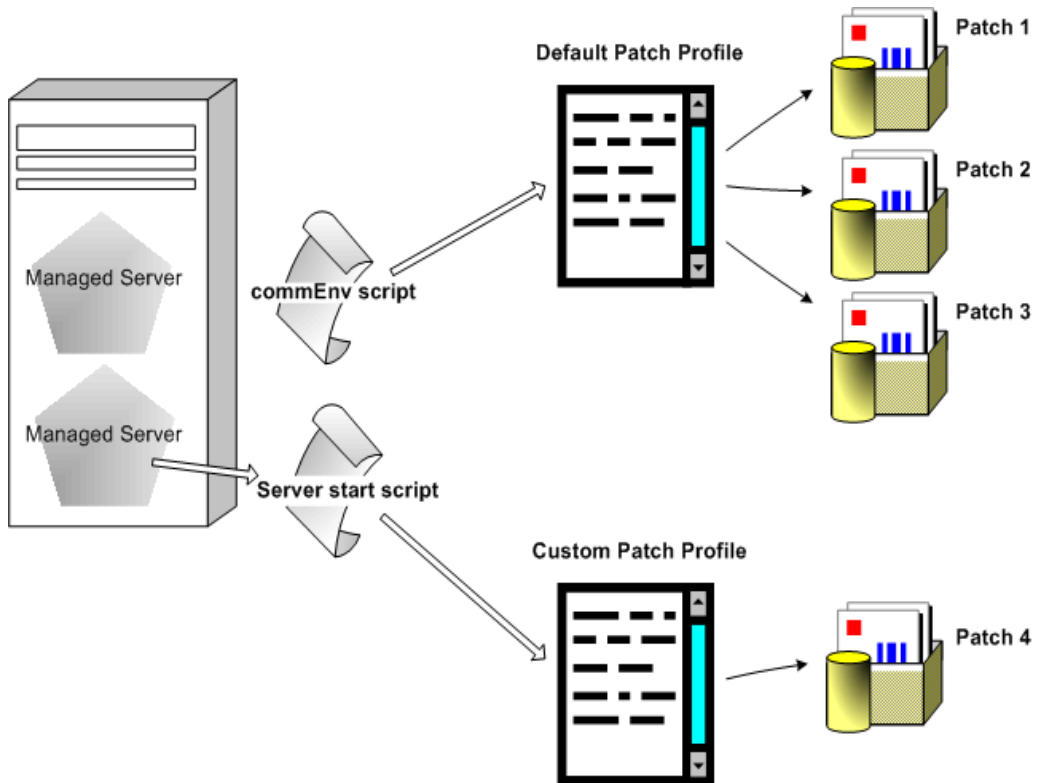 Patch 1
Default Patch Profile
Patch 2
Managed Server
commEnv script
Patch 3
Managed Server
Server start script
Custom Patch Profile
Patch 4